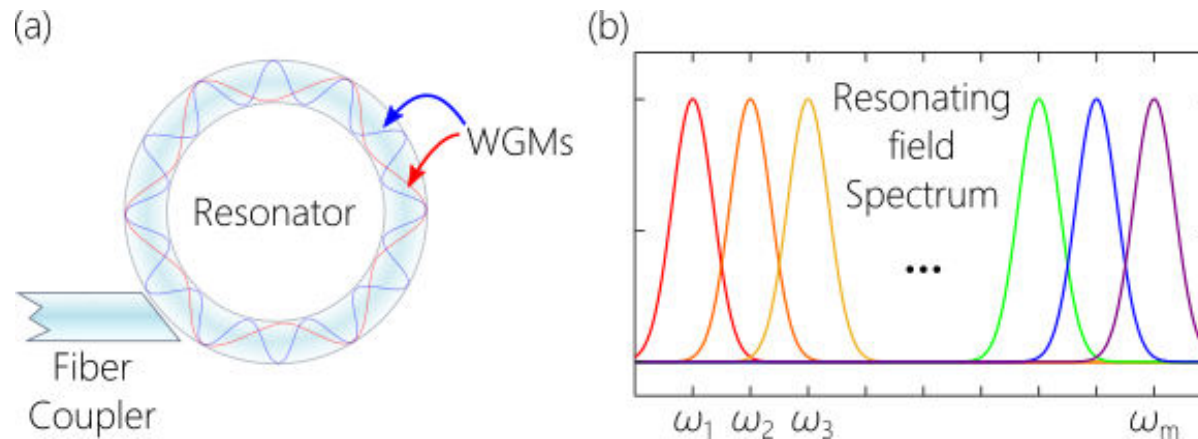 (a)
WGMs
Resonator
Fiber
Coupler
(b)
Resonating
field
Spectrum
...
ω1 ω2 ω3 ωm